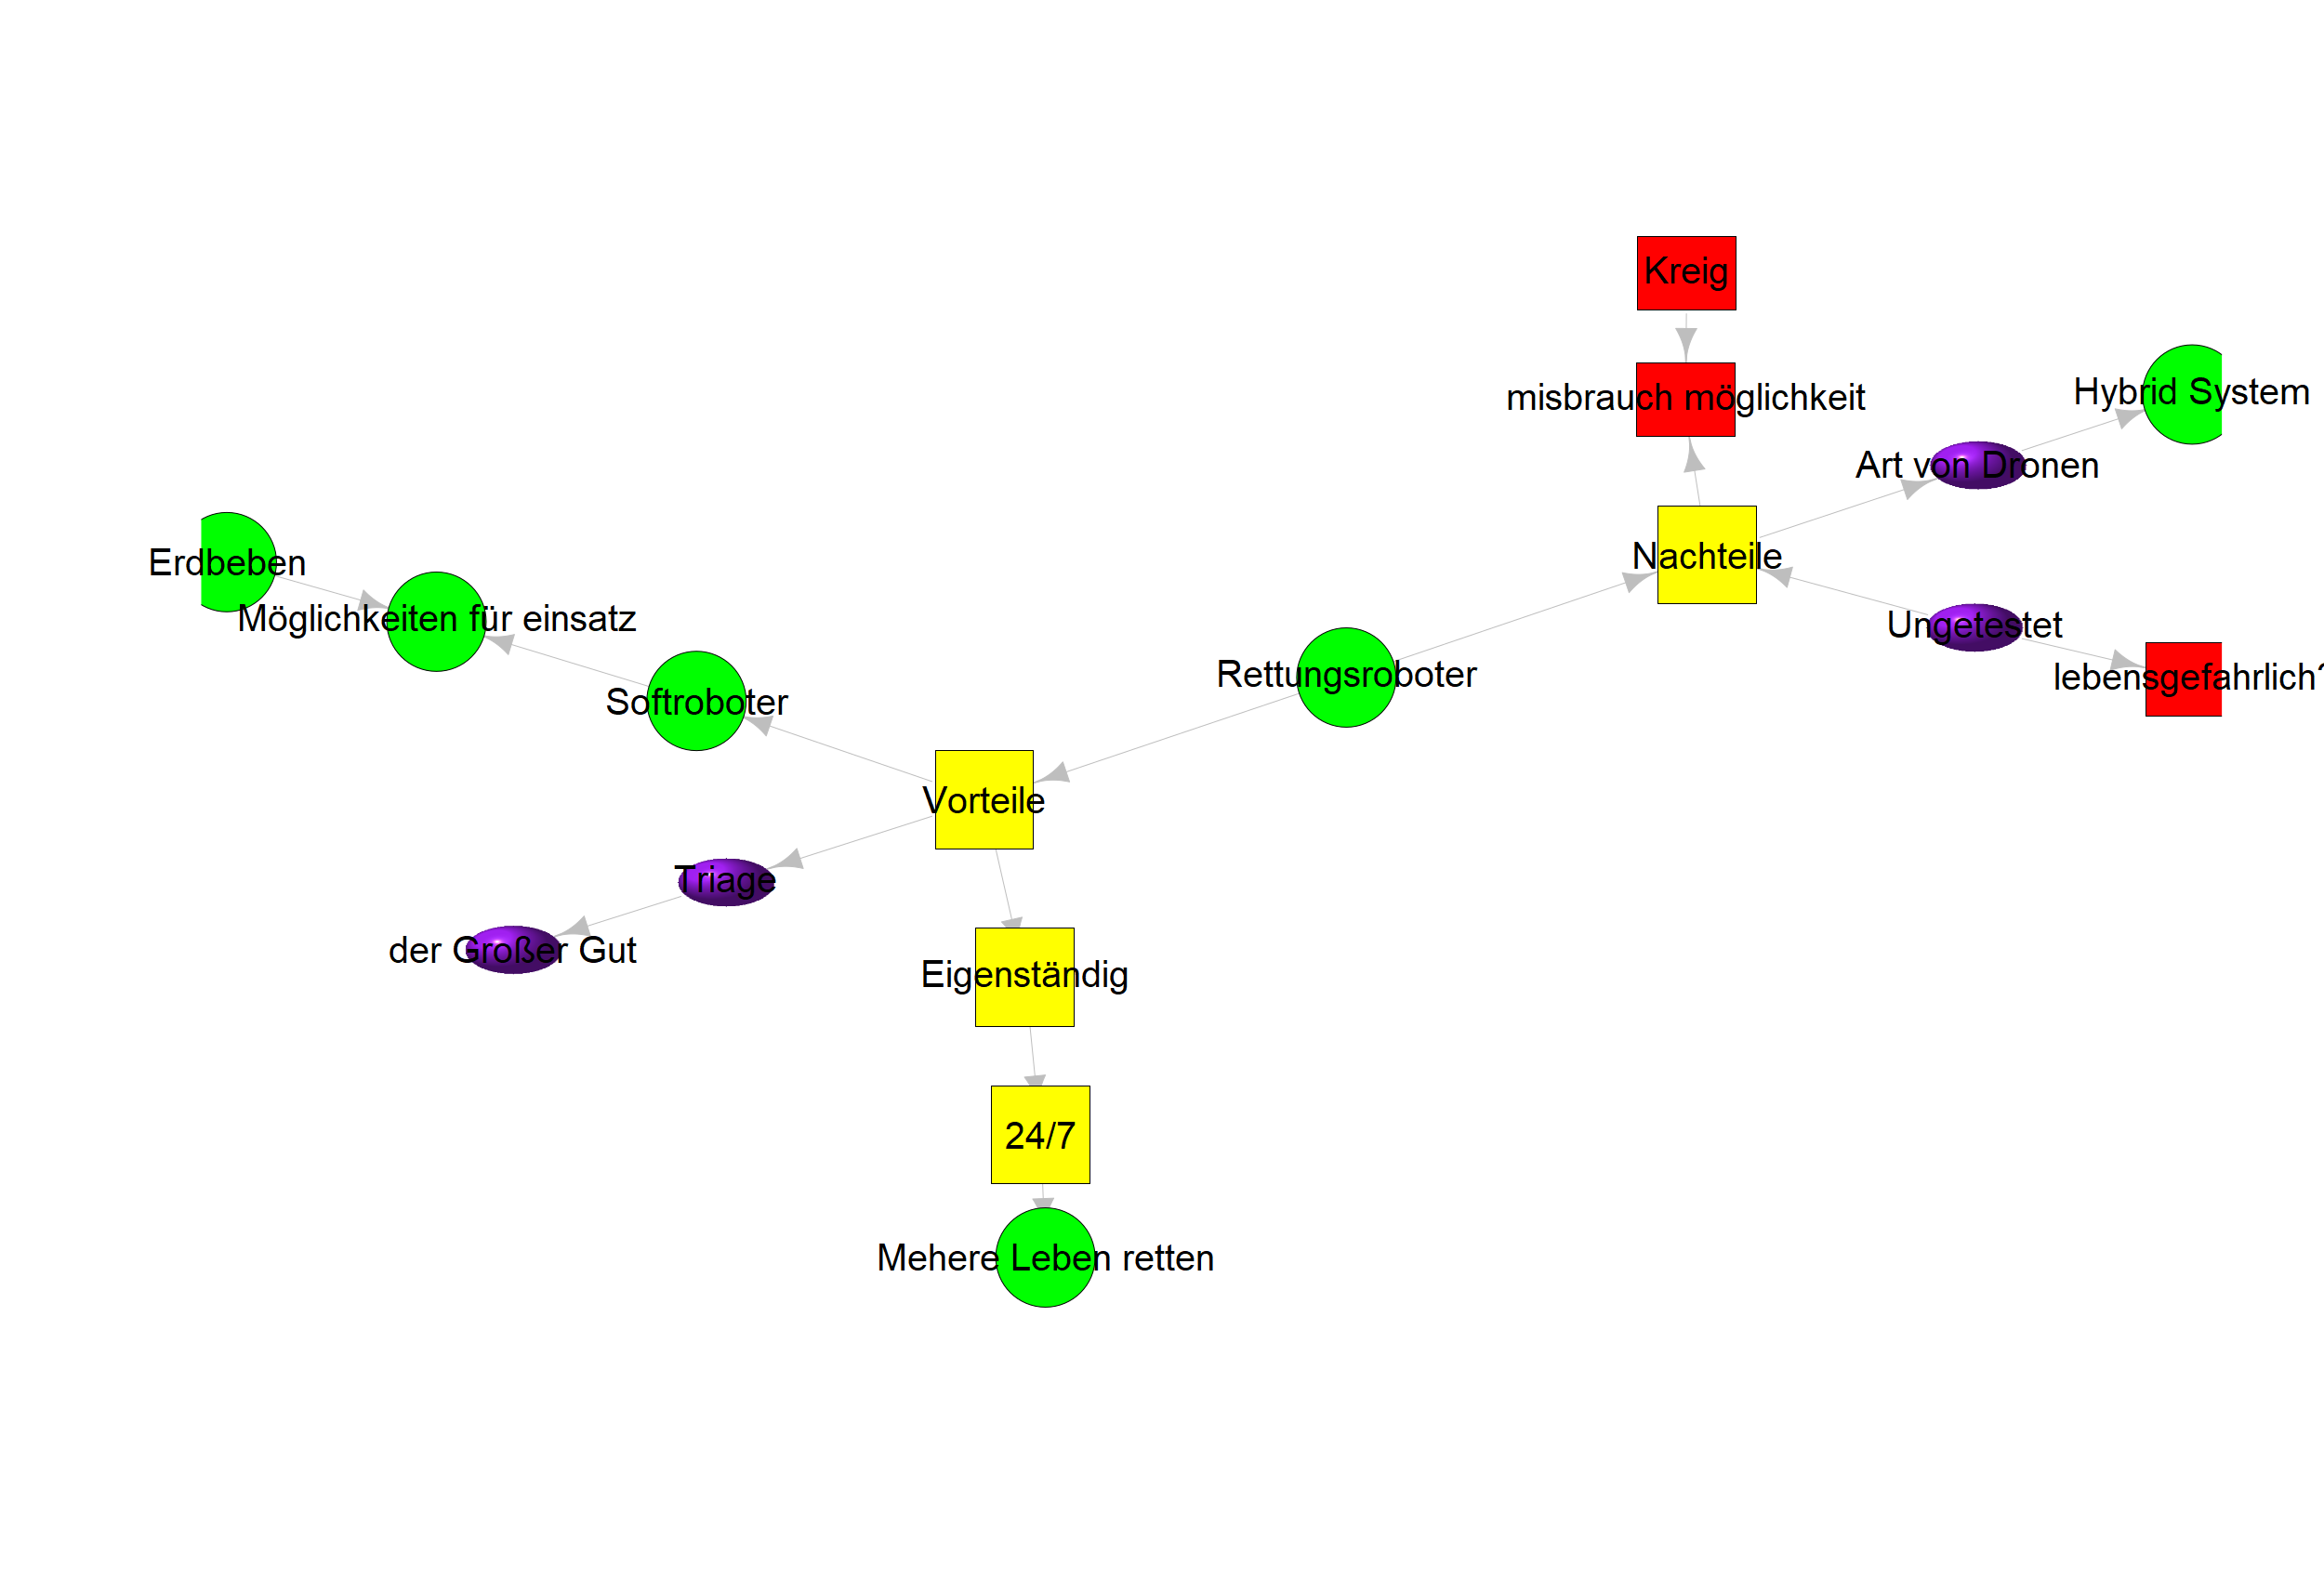 Kreig
misbrauch möglichkeit
Hybrid System
Art von Dronen
Nachteile
Erdbeben
Möglichkeiten für einsatz
Ungetestet
Rettungsroboter
lebensgefahrlich?
Softroboter
Vorteile
Triage
der Großer Gut
Eigenständig
24/7
Mehere Leben retten